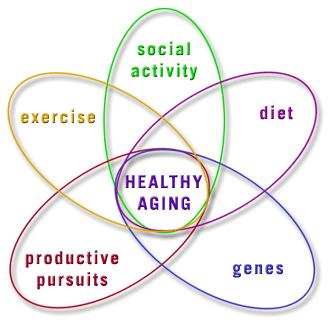 social
activity
exercise
diet
HEALTHY
AGING
productive
pursuits
genes